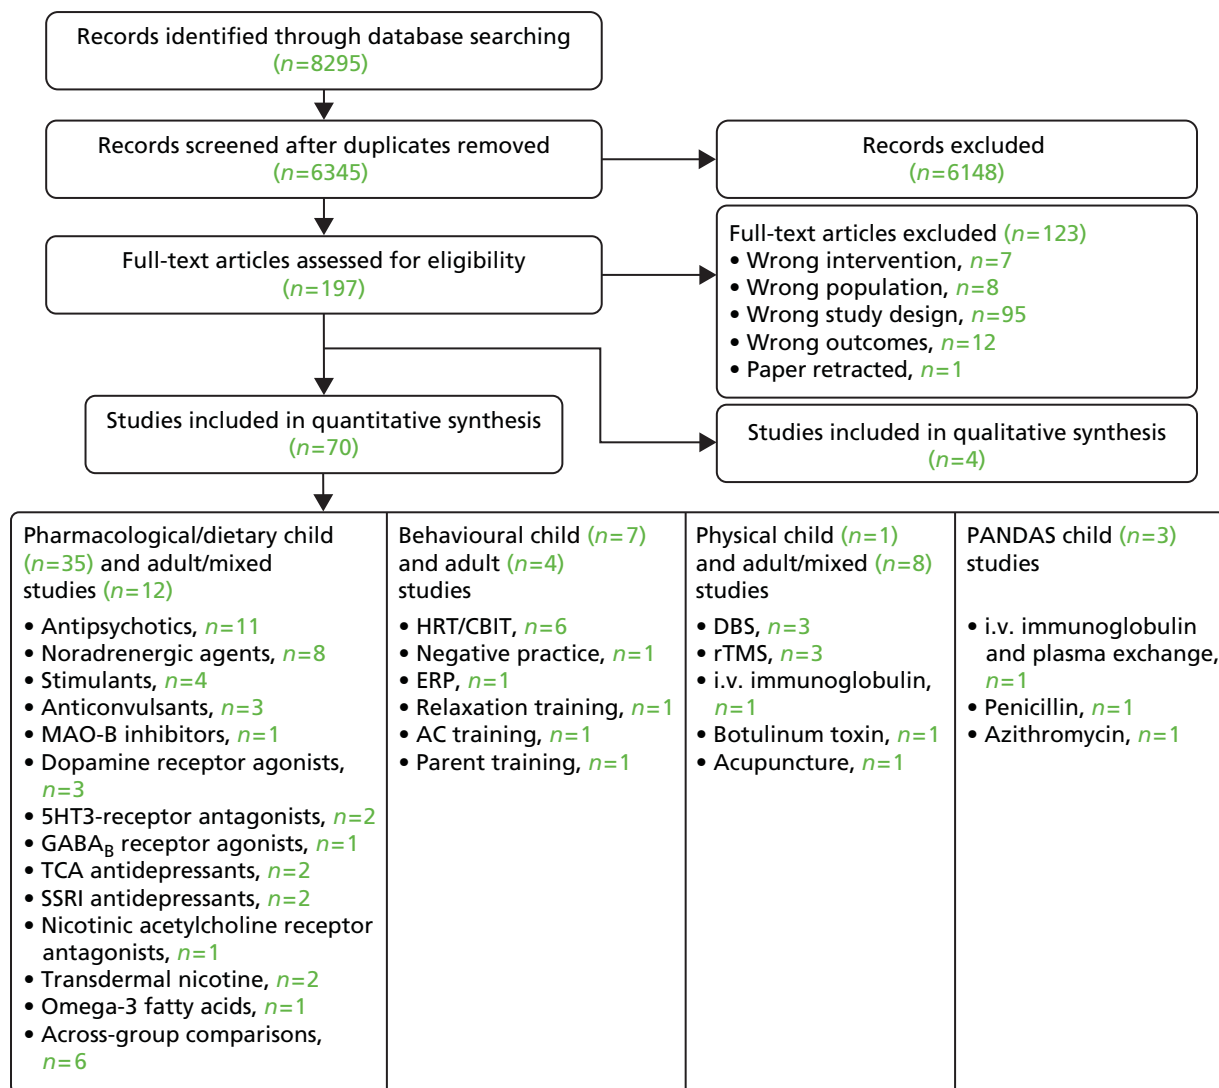 Records identified through database searching
(n=8295)
Records screened after duplicates removed
(n=6345)
Records excluded
(n=6148)
Full-text articles assessed for eligibility
(n=197)
Full-text articles excluded (n=123)
• Wrong intervention, n=7
• Wrong population, n=8
• Wrong study design, n=95
• Wrong outcomes, n=12
• Paper retracted, n=1
Studies included in quantitative synthesis
(n=70)
Studies included in qualitative synthesis
(n=4)
Pharmacological/dietary child
(n=35) and adult/mixed
studies (n=12)
• Antipsychotics, n=11
• Noradrenergic agents, n=8
• Stimulants, n=4
• Anticonvulsants, n=3
• MAO-B inhibitors, n=1
• Dopamine receptor agonists,
n=3
• 5HT3-receptor antagonists, n=2
• GABAB receptor agonists, n=1
• TCA antidepressants, n=2
• SSRI antidepressants, n=2
• Nicotinic acetylcholine receptor
antagonists, n=1
• Transdermal nicotine, n=2
• Omega-3 fatty acids, n=1
• Across-group comparisons,
n=6
Behavioural child (n=7)
and adult (n=4)
studies
• HRT/CBIT, n=6
• Negative practice, n=1
• ERP, n=1
• Relaxation training, n=1
• AC training, n=1
• Parent training, n=1
Physical child (n=1)
and adult/mixed (n=8)
studies
• DBS, n=3
• rTMS, n=3
• i.v. immunoglobulin,
n=1
• Botulinum toxin, n=1
• Acupuncture, n=1
PANDAS child (n=3)
studies
• i.v. immunoglobulin
and plasma exchange,
n=1
• Penicillin, n=1
• Azithromycin, n=1